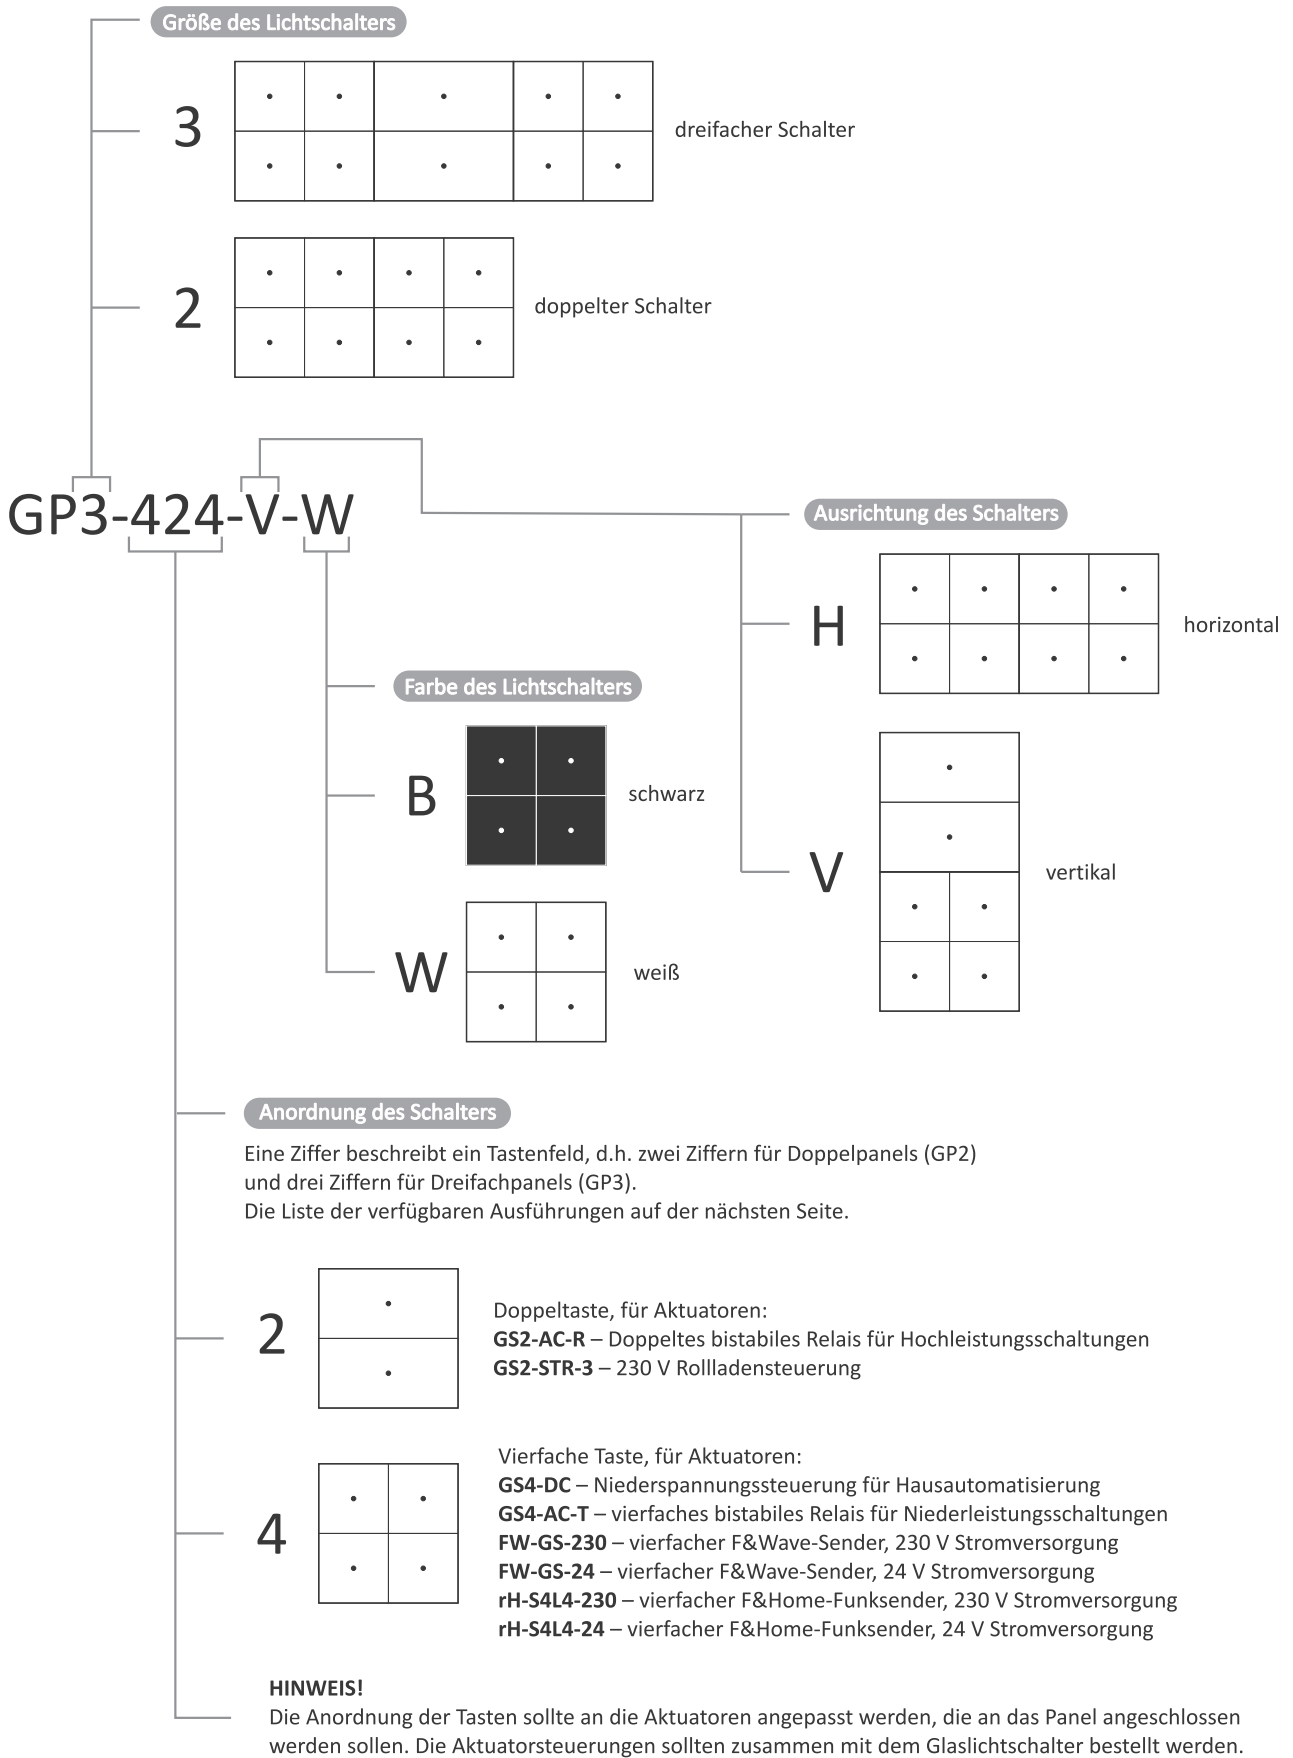 Größe des Lichtschalters
3
dreifacher Schalter
2
doppelter Schalter
GP3-424-V-W
Ausrichtung des Schalters
H
horizontal
Farbe des Lichtschalters
B
schwarz
V
vertikal
W
weiß
Anordnung des Schalters
Eine Ziffer beschreibt ein Tastenfeld, d.h. zwei Ziffern für Doppelpanels (GP2)
und drei Ziffern für Dreifachpanels (GP3).
Die Liste der verfügbaren Ausführungen auf der nächsten Seite.
2
Doppeltaste, für Aktuatoren:
GS2-AC-R – Doppeltes bistabiles Relais für Hochleistungsschaltungen
GS2-STR-3 – 230 V Rollladensteuerung
4
Vierfache Taste, für Aktuatoren:
GS4-DC – Niederspannungssteuerung für Hausautomatisierung
GS4-AC-T – vierfaches bistabiles Relais für Niederleistungsschaltungen
FW-GS-230 – vierfacher F&Wave-Sender, 230 V Stromversorgung
FW-GS-24 – vierfacher F&Wave-Sender, 24 V Stromversorgung
rH-S4L4-230 – vierfacher F&Home-Funksender, 230 V Stromversorgung
rH-S4L4-24 – vierfacher F&Home-Funksender, 24 V Stromversorgung
HINWEIS!
Die Anordnung der Tasten sollte an die Aktuatoren angepasst werden, die an das Panel angeschlossen
werden sollen. Die Aktuatorsteuerungen sollten zusammen mit dem Glaslichtschalter bestellt werden.